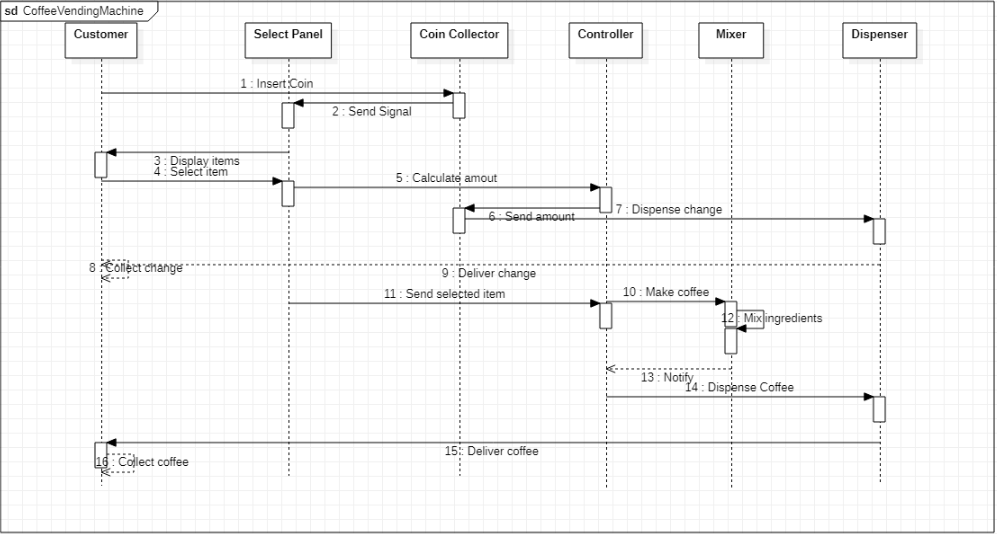 sd CoffeeVendingMachine
Customer
Select Panel
Coin Collector
Controller
Mixer
Dispenser
1 : Insert Coin
2 : Send Signal
3 : Display items
4 : Select item
5 : Calculate amout
6 : Send amount
7 : Dispense change
8 : Collect change
9 : Deliver change
11 : Send selected item
10 : Make coffee
12 : Mix ingredients
13 : Notify
14 : Dispense Coffee
15 : Deliver coffee
16 : Collect coffee